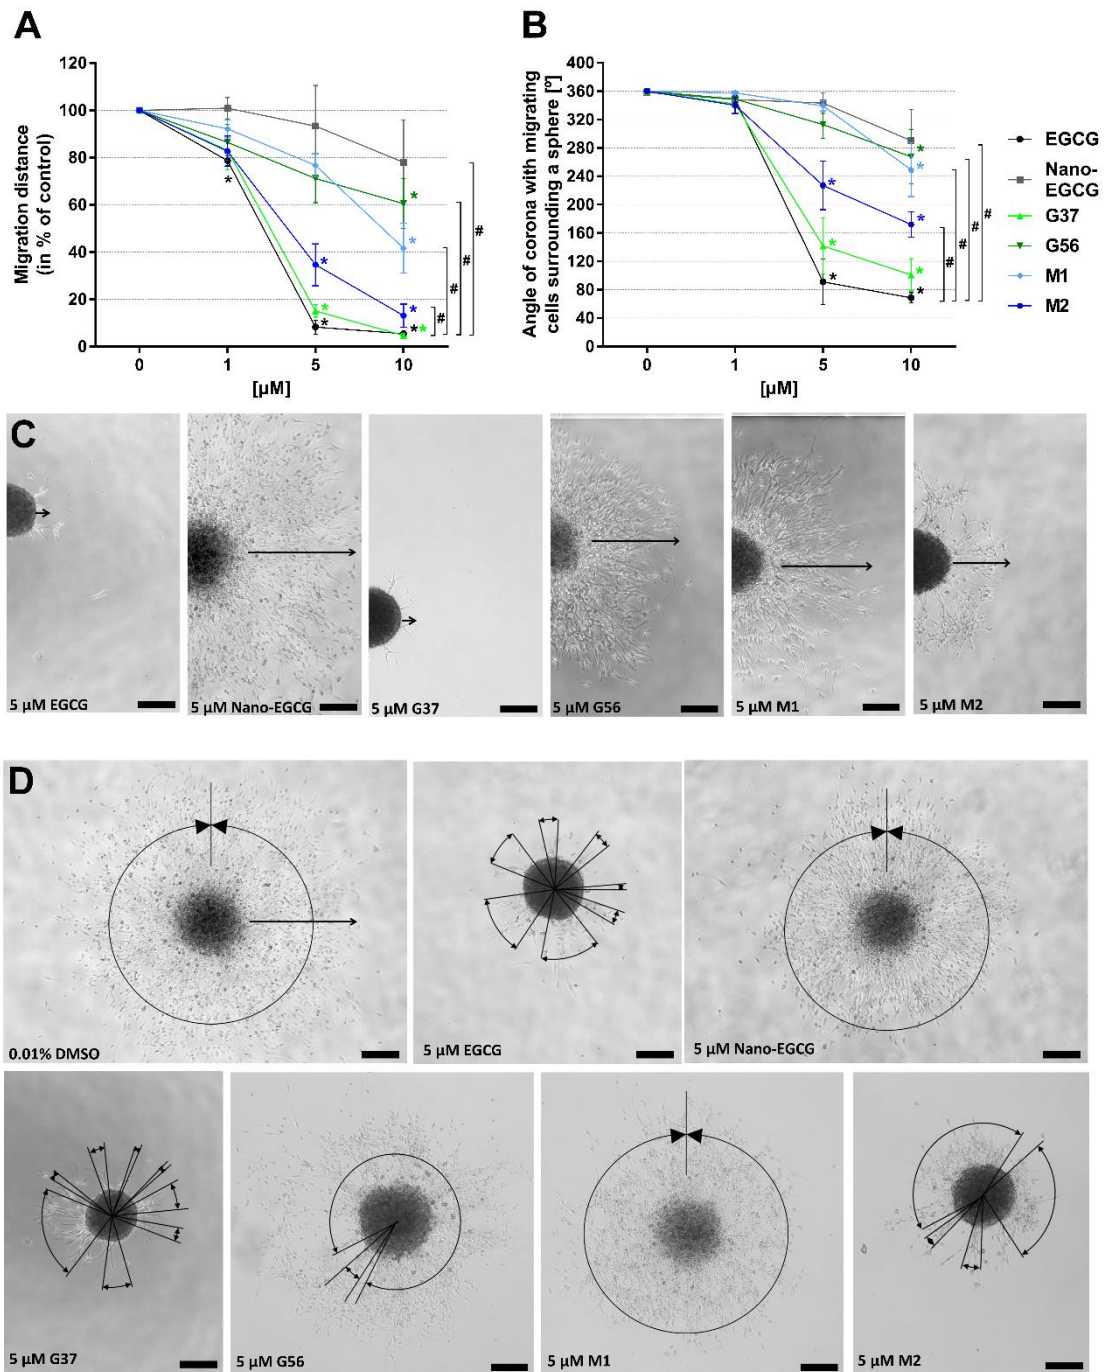 A
B
Migration distance
(in % of control)
120
100
80
60
40
20
0
0
1
5
10
[µM]
*
*
*
*
*
*
*
*
*
#
#
#
#
Angle of corona with migrating
cells surrounding a sphere [º]
400
360
320
280
240
200
160
120
80
40
0
0
1
5
10
[µM]
*
*
*
*
*
*
*
*
#
#
#
#
EGCG
Nano-
EGCG
G37
G56
M1
M2
C
5 µM EGCG
5 µM Nano-EGCG
5 µM G37
5 µM G56
5 µM M1
5 µM M2
D
0.01% DMSO
5 µM EGCG
5 µM Nano-EGCG
5 µM G37
5 µM G56
5 µM M1
5 µM M2